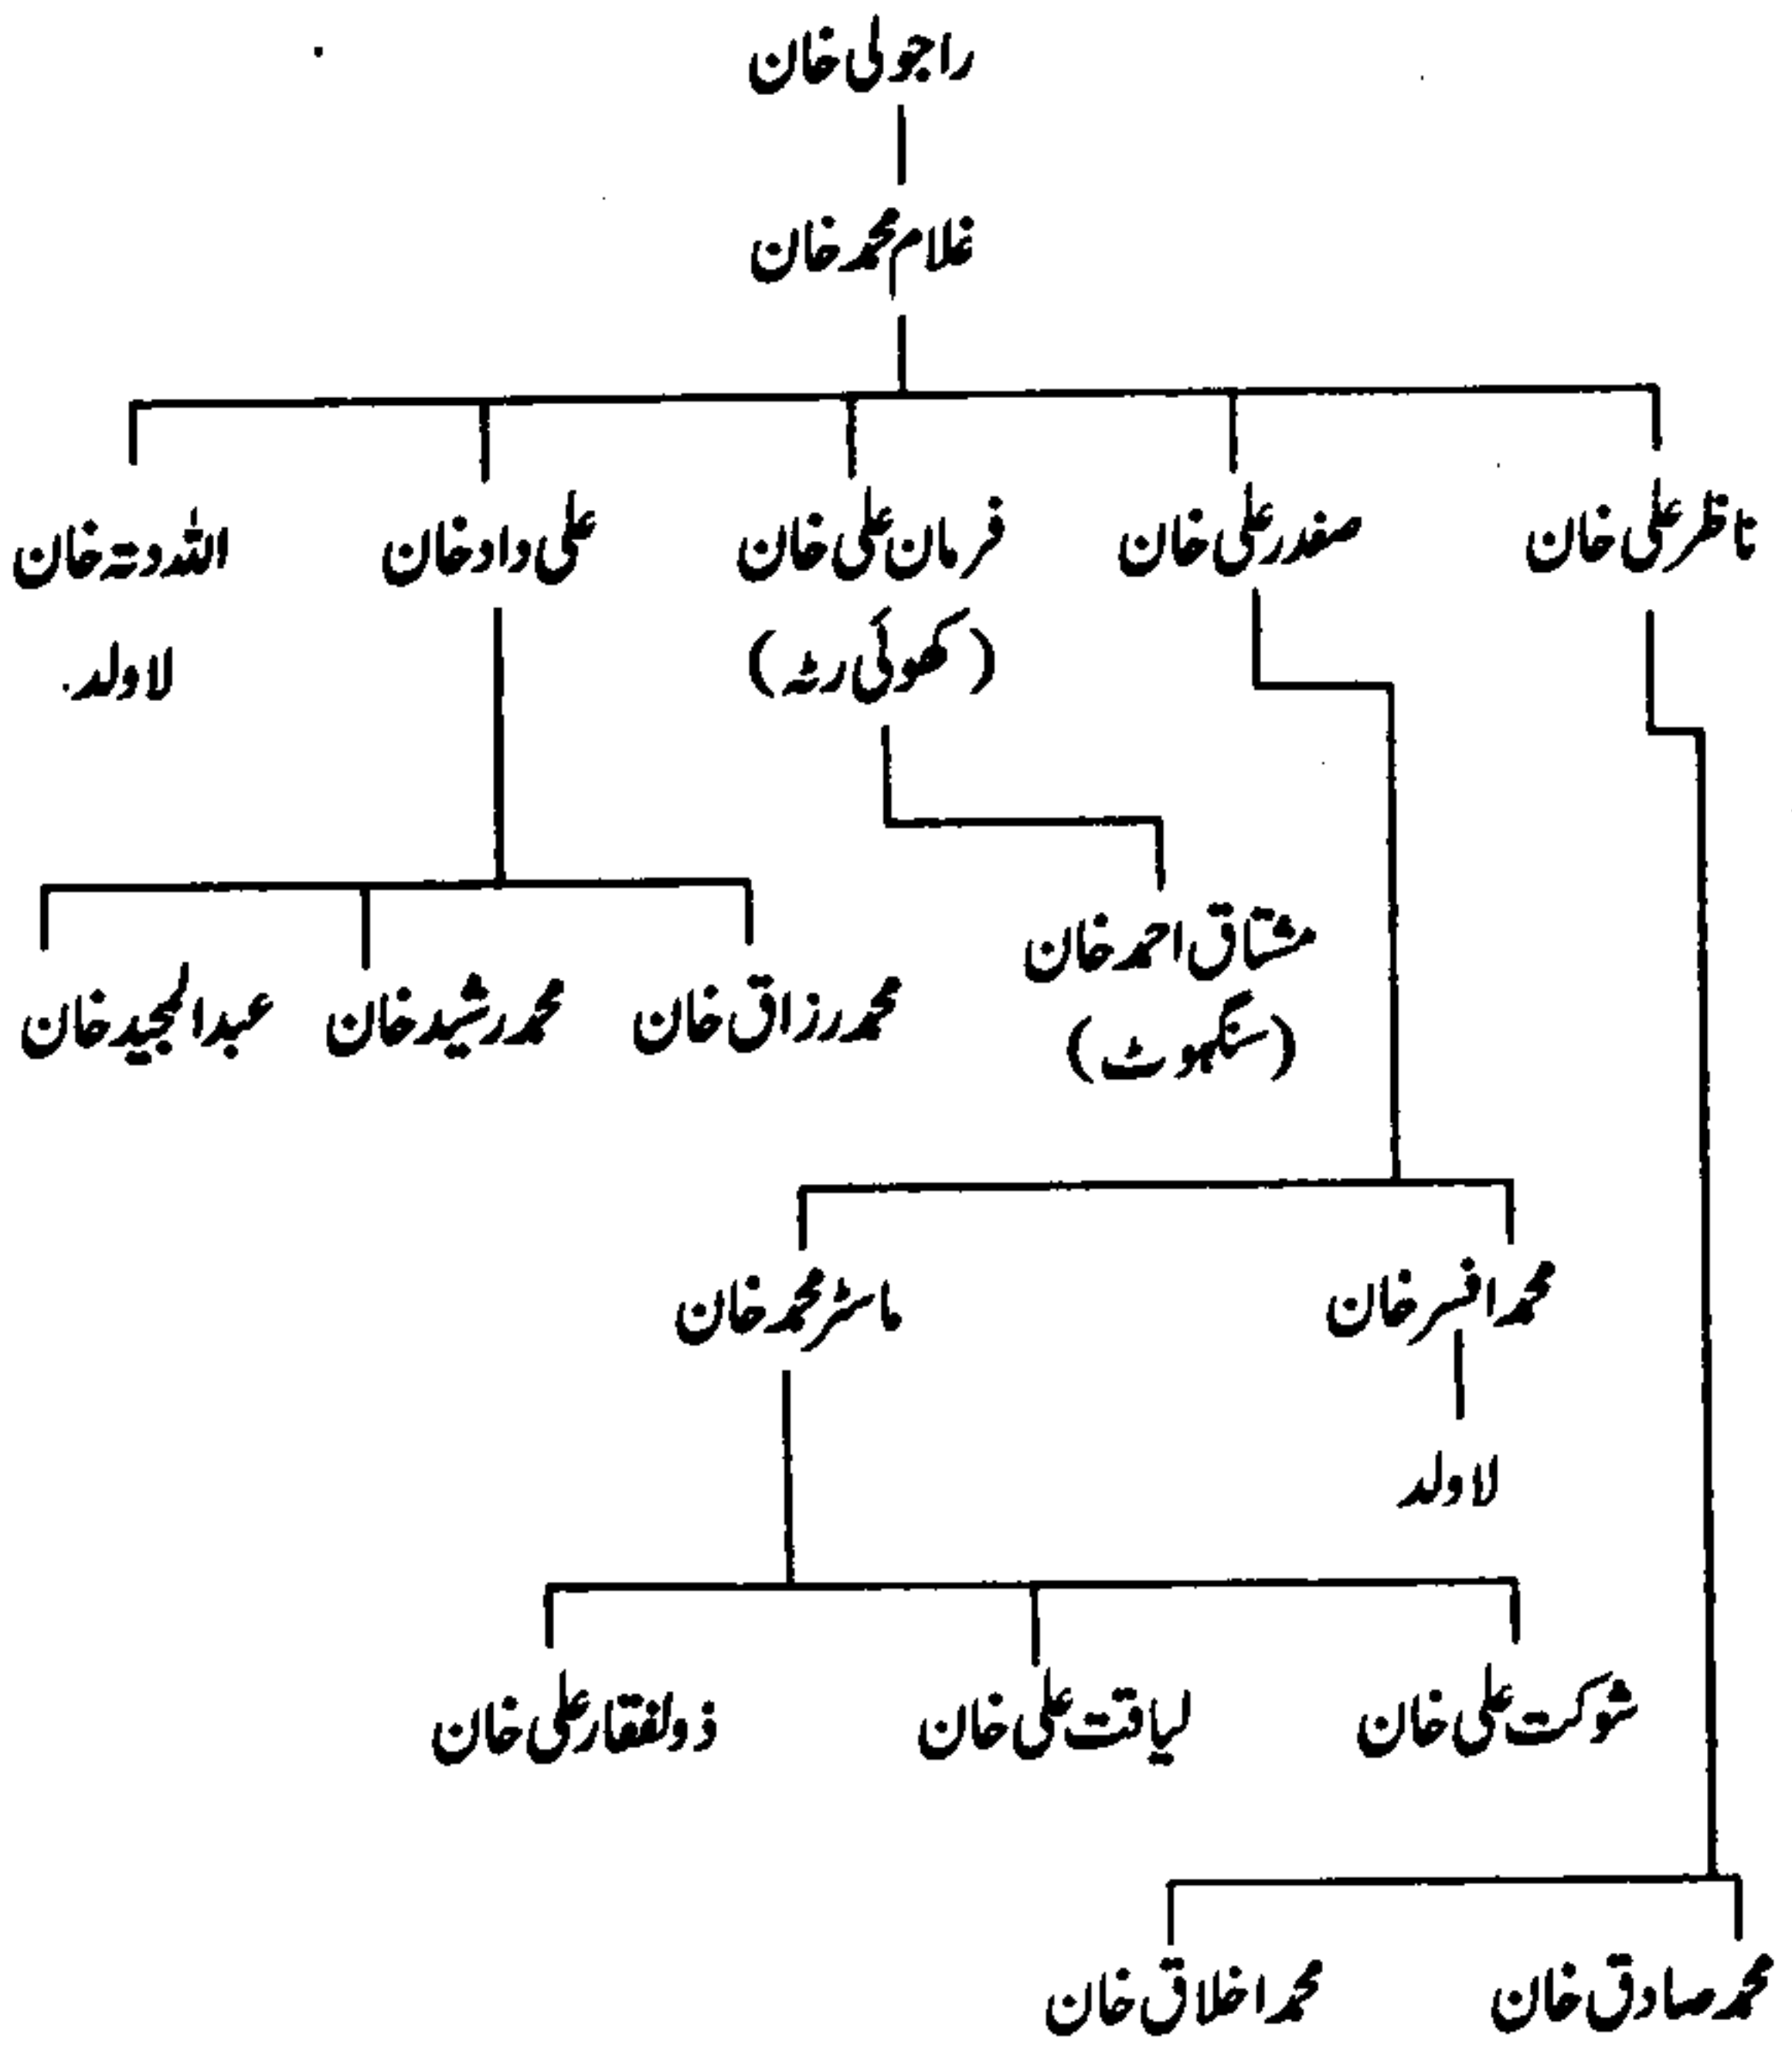 راجولی خان
غلام محمد خان
ناظر علی خان
صفدر علی خان
فرمان علی خان
(کھوئی رٹہ)
علی داد خان
اللہ دتہ خان
لاولد
مشتاق احمد خان
(سنگہوٹ)
محمد رزاق خان
محمد رشید خان
عبدالمجید خان
محمد افسر خان
لاولد
ماسٹر محمد خان
شوکت علی خان
لیاقت علی خان
ذولفقار علی خان
محمد صادق خان
محمد اخلاق خان